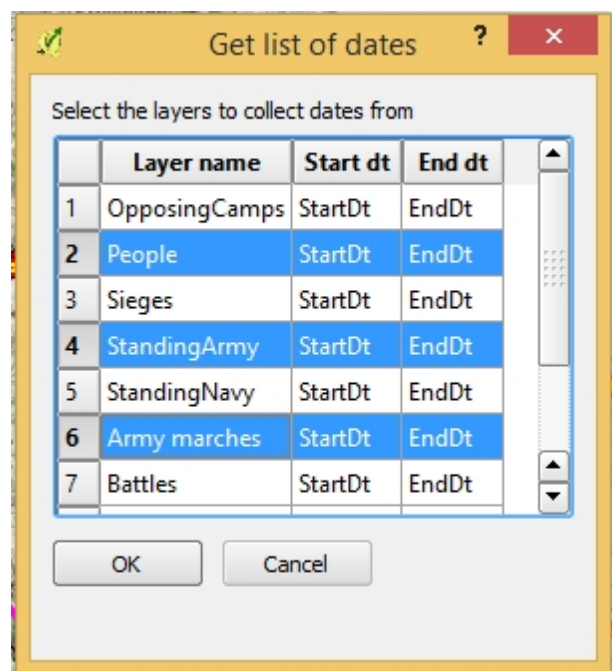 Get list of dates ?
Select the layers to collect dates from
Layer name Start dt End dt
1 OpposingCamps StartDt EndDt
2 People StartDt EndDt
3 Sieges StartDt EndDt
4 StandingArmy StartDt EndDt
5 StandingNavy StartDt EndDt
6 Army marches StartDt EndDt
7 Battles StartDt EndDt
OK Cancel